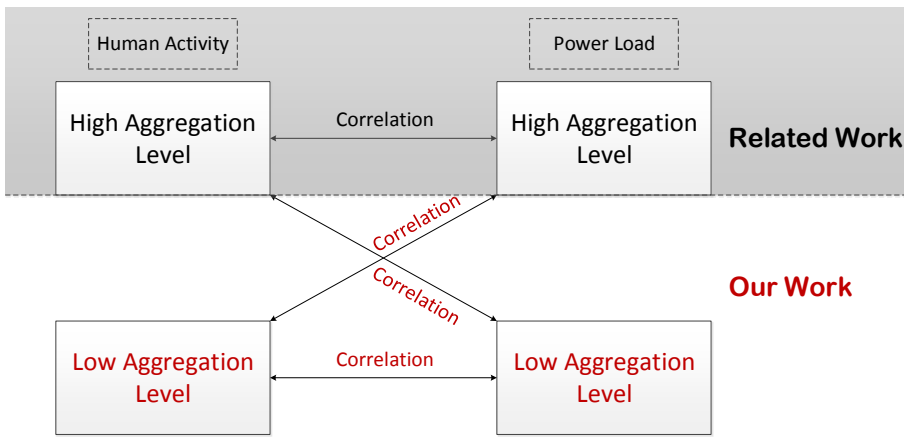 Human Activity
Power Load
High Aggregation
Level
Correlation
High Aggregation
Level
Related Work
Correlation
Correlation
Our Work
Low Aggregation
Level
Correlation
Low Aggregation
Level